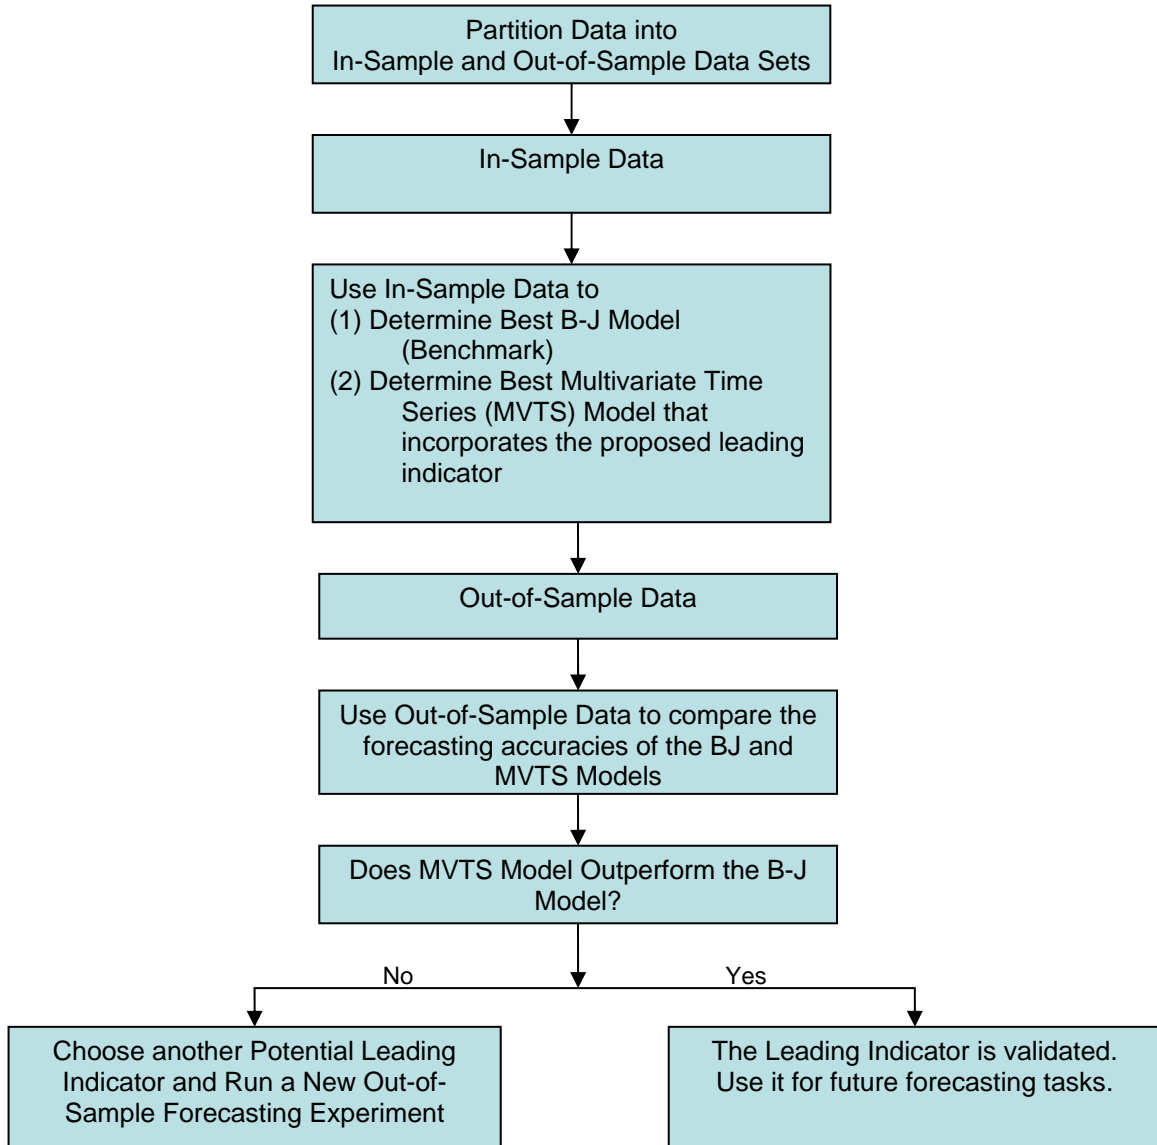 Partition Data into
In-Sample and Out-of-Sample Data Sets
In-Sample Data
Use In-Sample Data to
(1) Determine Best B-J Model
(Benchmark)
(2) Determine Best Multivariate Time
Series (MVTS) Model that
incorporates the proposed leading
indicator
Out-of-Sample Data
Use Out-of-Sample Data to compare the
forecasting accuracies of the BJ and
MVTS Models
Does MVTS Model Outperform the B-J
Model?
No
Yes
Choose another Potential Leading
Indicator and Run a New Out-of-
Sample Forecasting Experiment
The Leading Indicator is validated.
Use it for future forecasting tasks.